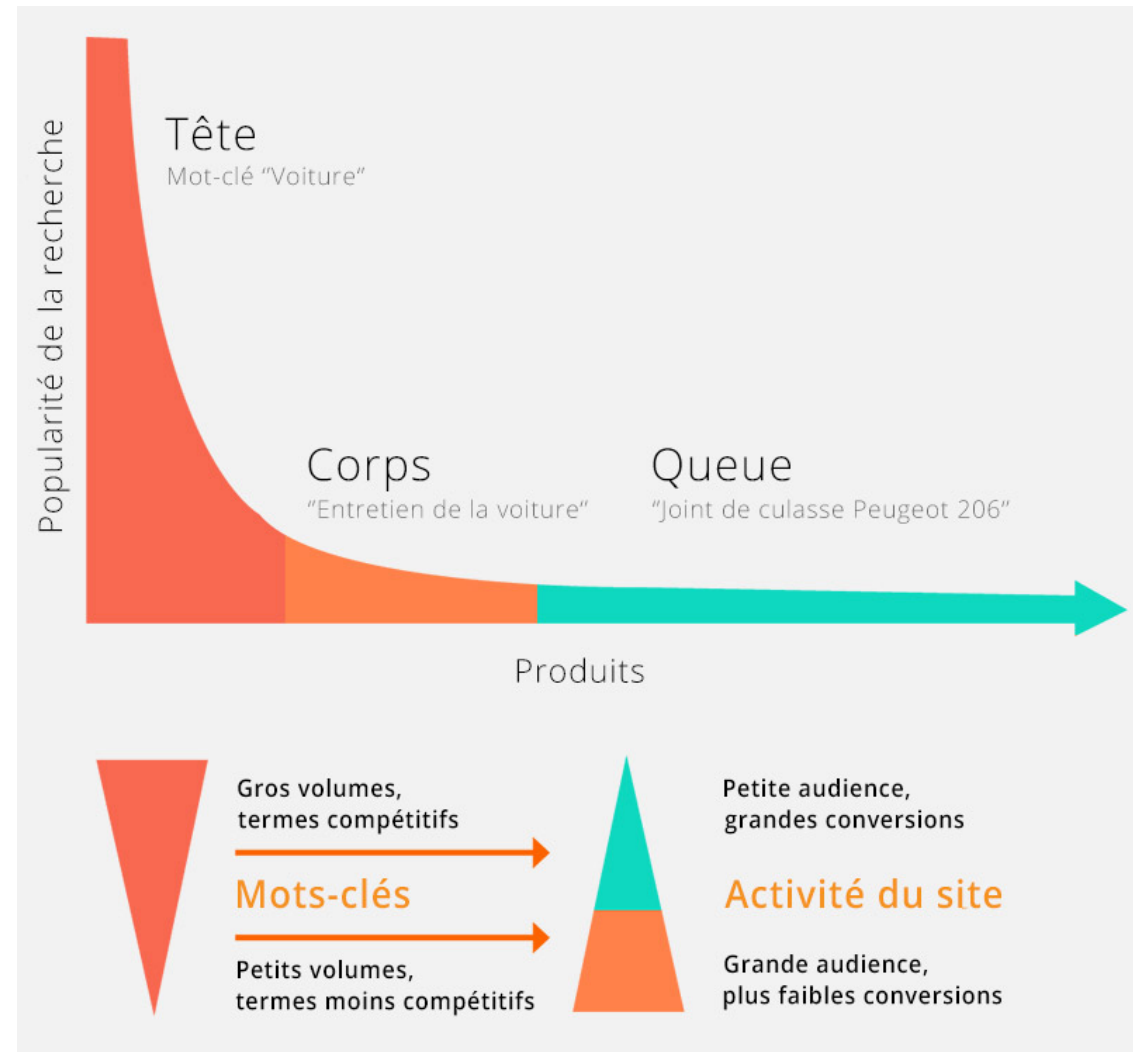 Popularité de la recherche
Tête
Mot-clé “Voiture”
Corps
“Entretien de la voiture”
Queue
“Joint de culasse Peugeot 206”
Produits
Gros volumes,
termes compétitifs
Mots-clés
Petits volumes,
termes moins compétitifs
Petite audience,
grandes conversions
Activité du site
Grande audience,
plus faibles conversions